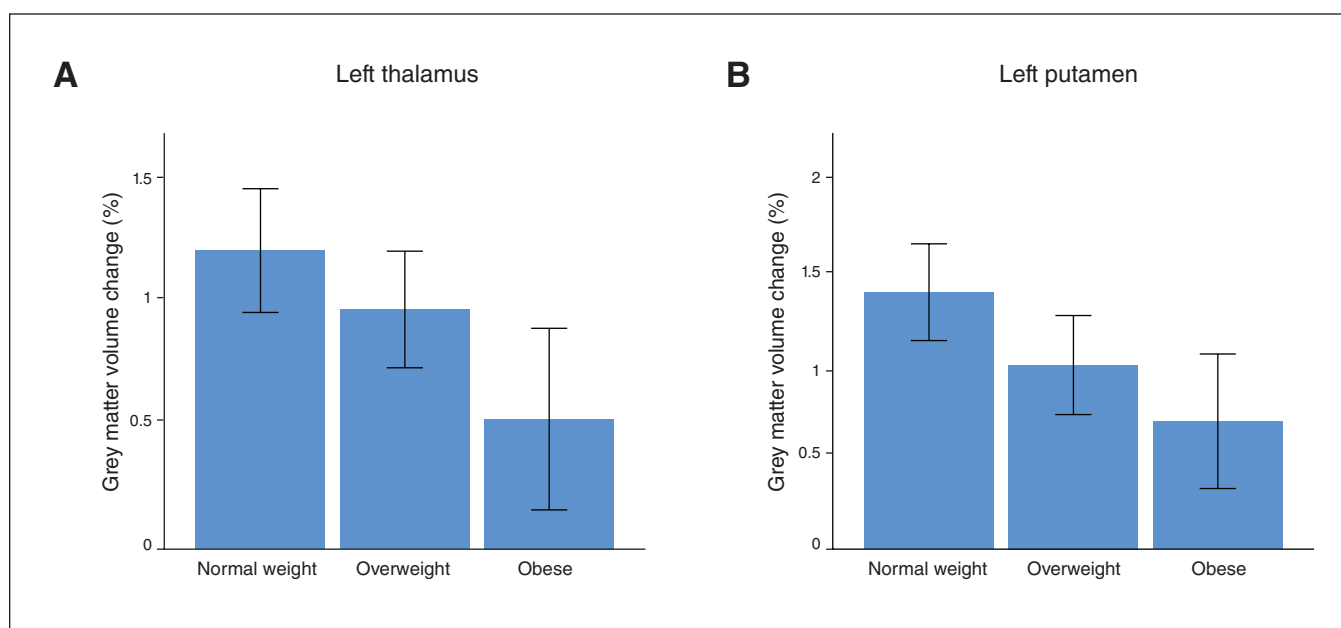 A
Left thalamus
Grey matter volume change (%)
1.5
1
0.5
0
Normal weight
Overweight
Obese
B
Left putamen
Grey matter volume change (%)
2
1.5
1
0.5
0
Normal weight
Overweight
Obese